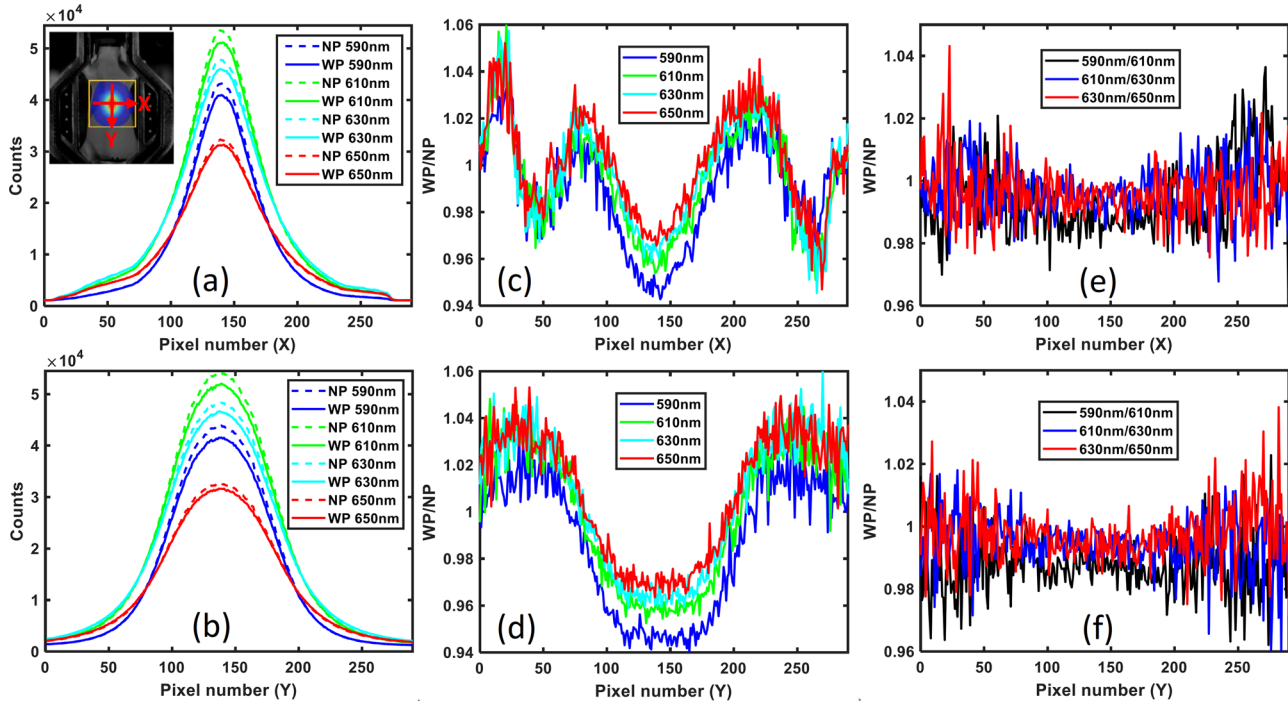 ×10⁴
5
4
3
2
1
0
Counts
X
Y
NP 590nm
WP 590nm
NP 610nm
WP 610nm
NP 630nm
WP 630nm
NP 650nm
WP 650nm
(a)
0 50 100 150 200 250
Pixel number (X)
1.06
1.04
1.02
1
0.98
0.96
0.94
WP/NP
590nm
610nm
630nm
650nm
(c)
0 50 100 150 200 250
Pixel number (X)
1.04
1.02
1
0.98
0.96
WP/NP
590nm/610nm
610nm/630nm
630nm/650nm
(e)
0 50 100 150 200 250
Pixel number (X)
×10⁴
5
4
3
2
1
0
Counts
NP 590nm
WP 590nm
NP 610nm
WP 610nm
NP 630nm
WP 630nm
NP 650nm
WP 650nm
(b)
0 50 100 150 200 250
Pixel number (Y)
1.06
1.04
1.02
1
0.98
0.96
0.94
WP/NP
590nm
610nm
630nm
650nm
(d)
0 50 100 150 200 250
Pixel number (Y)
1.04
1.02
1
0.98
0.96
WP/NP
590nm/610nm
610nm/630nm
630nm/650nm
(f)
0 50 100 150 200 250
Pixel number (Y)